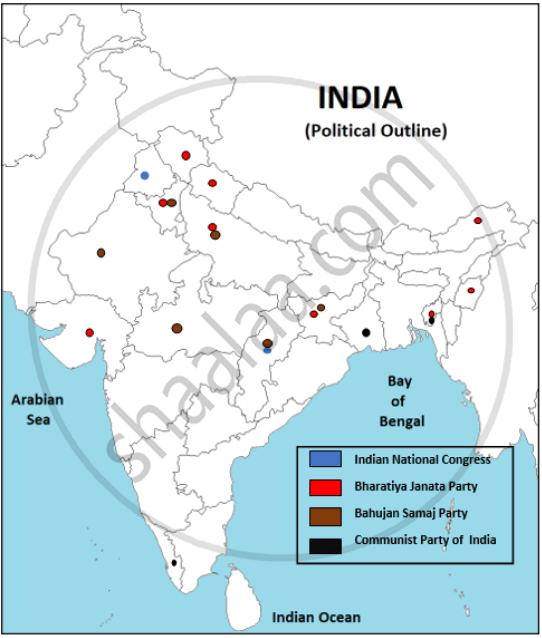 INDIA
(Political Outline)
shaalaa.com
Arabian
Sea
Bay
of
Bengal
Indian National Congress
Bharatiya Janata Party
Bahujan Samaj Party
Communist Party of India
Indian Ocean